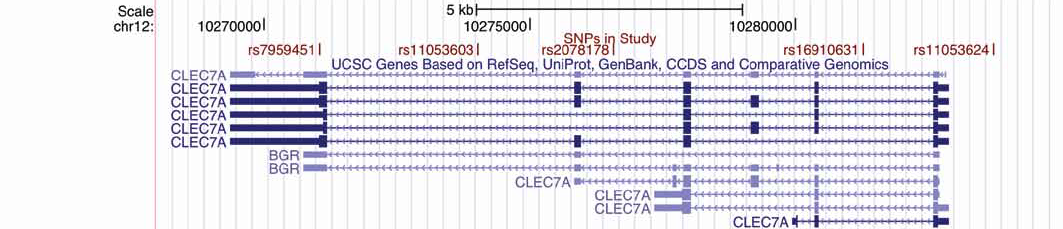 Scale 5 kb
chr12: 10270000 10275000 10280000
SNPs in Study
rs7959451 rs11053603 rs2078178 rs16910631 rs11053624
UCSC Genes Based on RefSeq, UniProt, GenBank, CCDS and Comparative Genomics
CLEC7A
CLEC7A
CLEC7A
CLEC7A
CLEC7A
CLEC7A
BGR
BGR
CLEC7A
CLEC7A
CLEC7A
CLEC7A